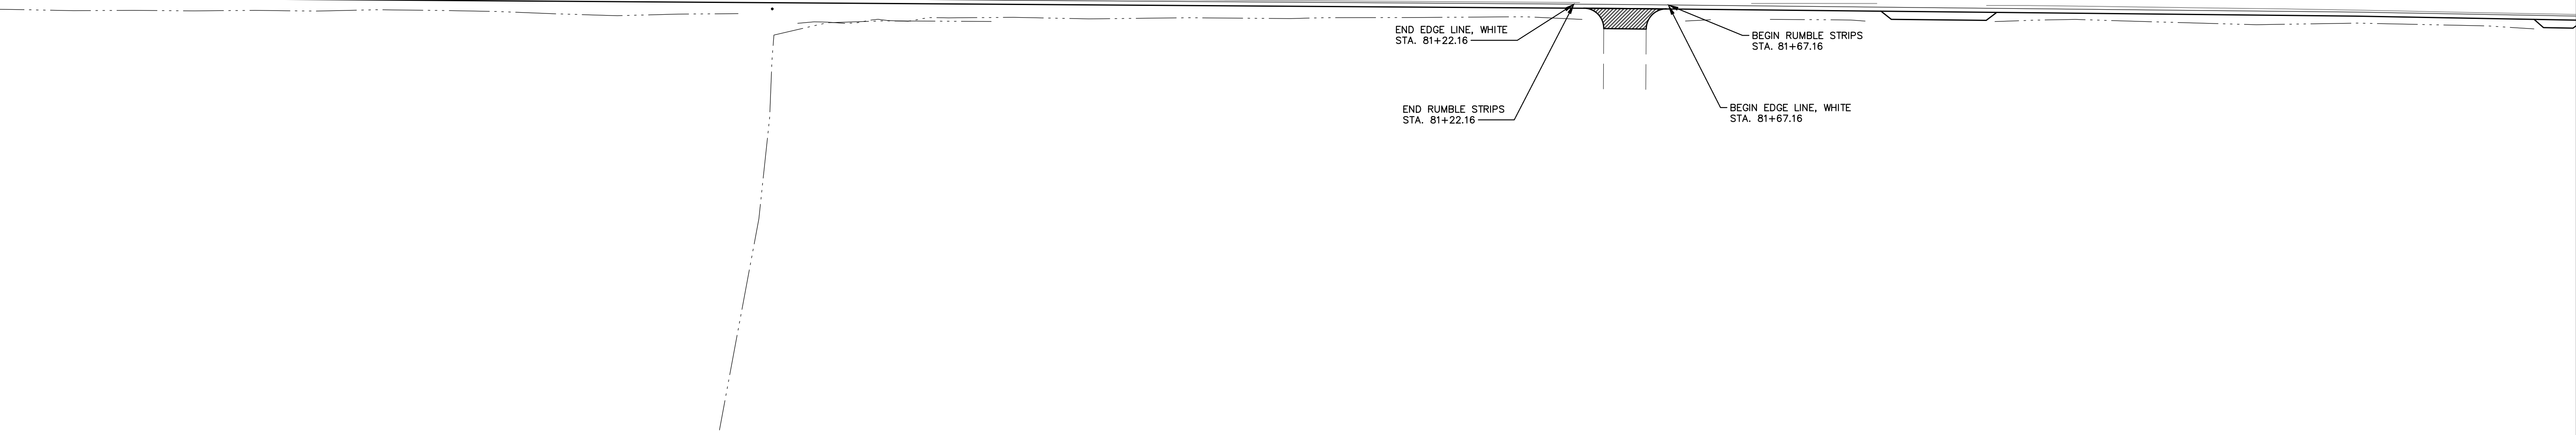 END EDGE LINE, WHITE
STA. 81+22.16
BEGIN RUMBLE STRIPS
STA. 81+67.16
END RUMBLE STRIPS
STA. 81+22.16
BEGIN EDGE LINE, WHITE
STA. 81+67.16